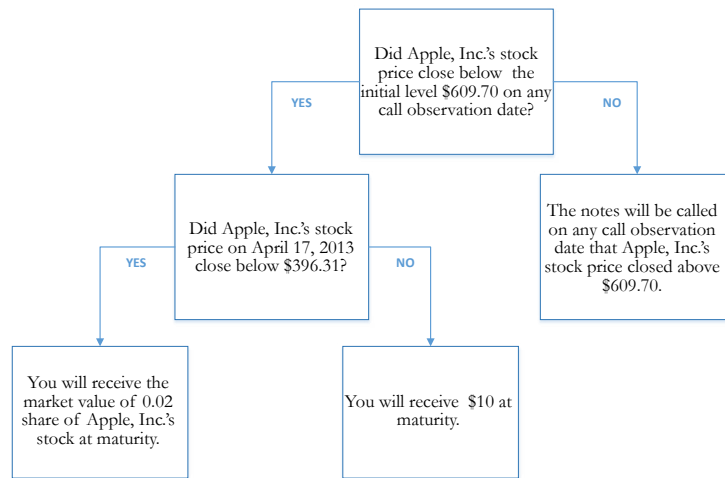 Did Apple, Inc.'s stock
price close below the
initial level $609.70 on any
call observation date?
YES
NO
Did Apple, Inc.'s stock
price on April 17, 2013
close below $396.31?
The notes will be called
on any call observation
date that Apple, Inc.'s
stock price closed above
$609.70.
YES
NO
You will receive the
market value of 0.02
share of Apple, Inc.'s
stock at maturity.
You will receive $10 at
maturity.